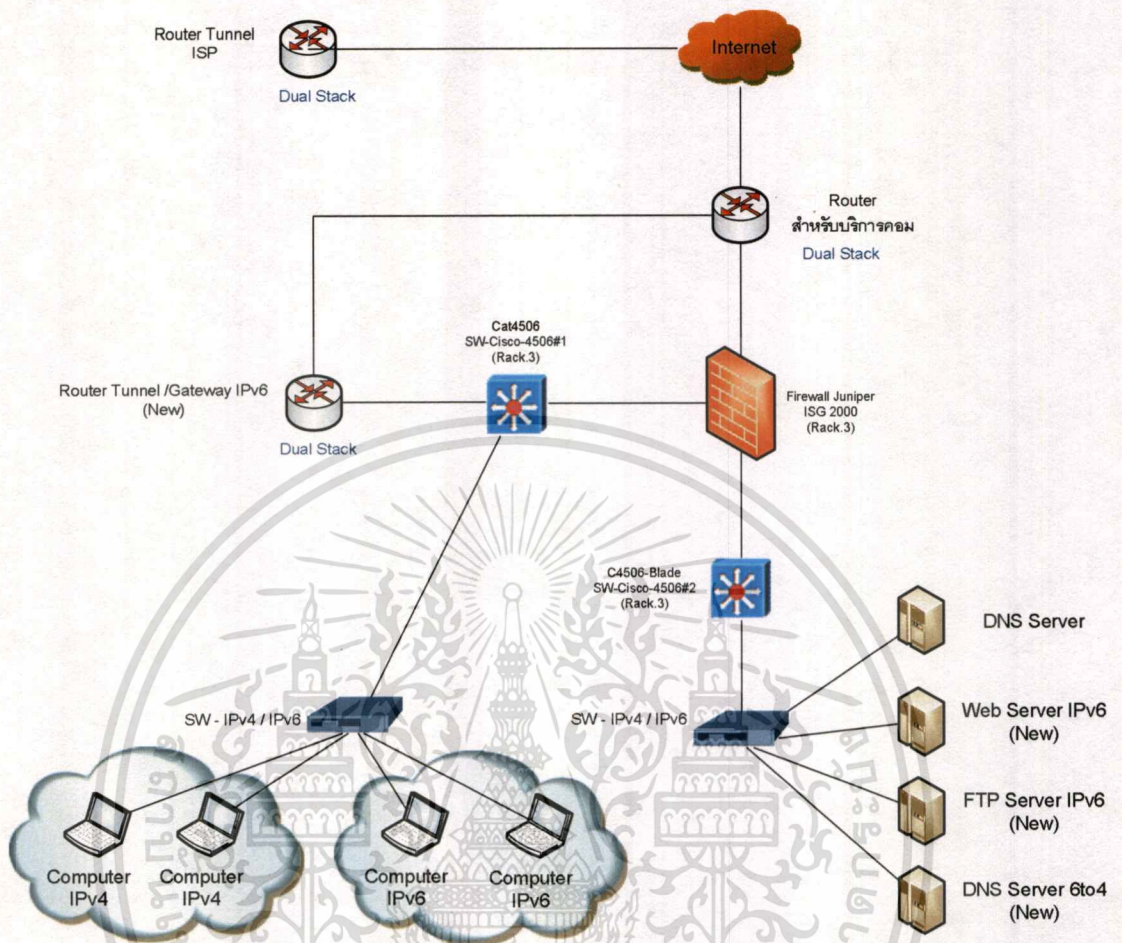 Router Tunnel
ISP
Dual Stack
Internet
Router
สำหรับบริการคอม
Dual Stack
Cat4506
SW-Cisco-4506#1
(Rack.3)
Router Tunnel /Gateway IPv6
(New)
Dual Stack
Firewall Juniper
ISG 2000
(Rack.3)
C4506-Blade
SW-Cisco-4506#2
(Rack.3)
DNS Server
SW - IPv4 / IPv6
SW - IPv4 / IPv6
Web Server IPv6
(New)
FTP Server IPv6
(New)
Computer
IPv4
Computer
IPv4
Computer
IPv6
Computer
IPv6
DNS Server 6to4
(New)